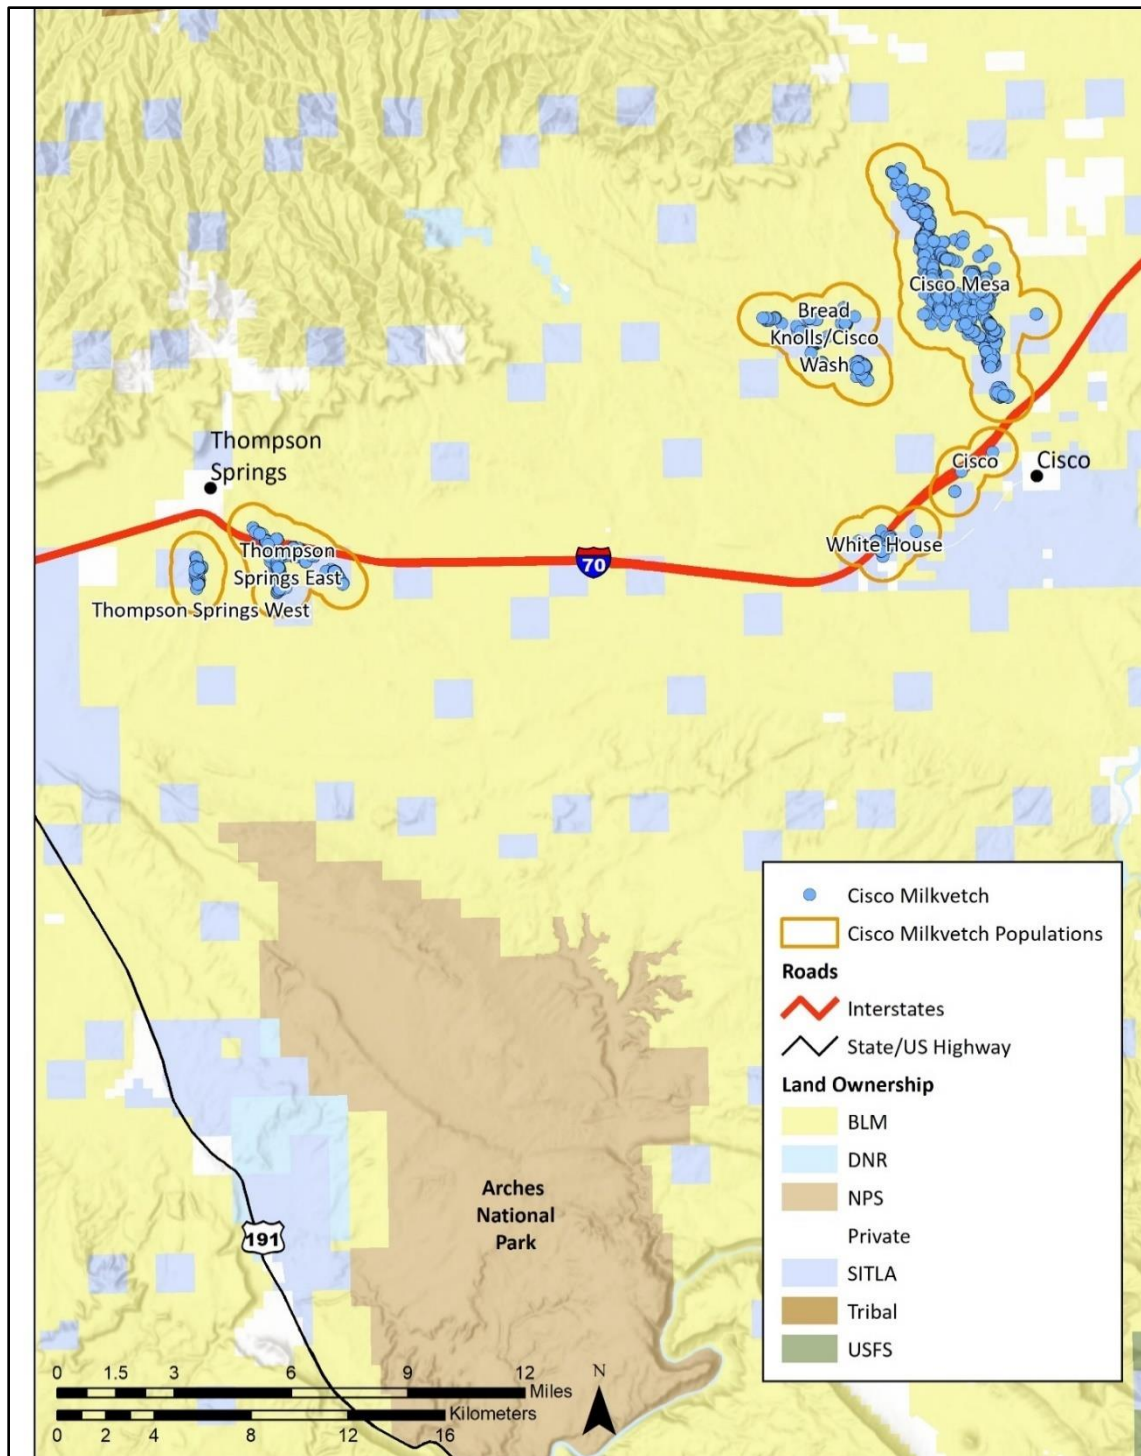 Cisco Mesa
Bread
Knolls/Cisco
Wash
Thompson
Springs
Cisco
Cisco
White House
Thompson
Springs East
70
Thompson Springs West
Cisco Milkvetch
Cisco Milkvetch Populations
Roads
Interstates
State/US Highway
Land Ownership
BLM
DNR
NPS
Private
SITLA
Tribal
USFS
Arches
National
Park
191
0 1.5 3 6 9 12
Miles
Kilometers
0 2 4 8 12 16
N